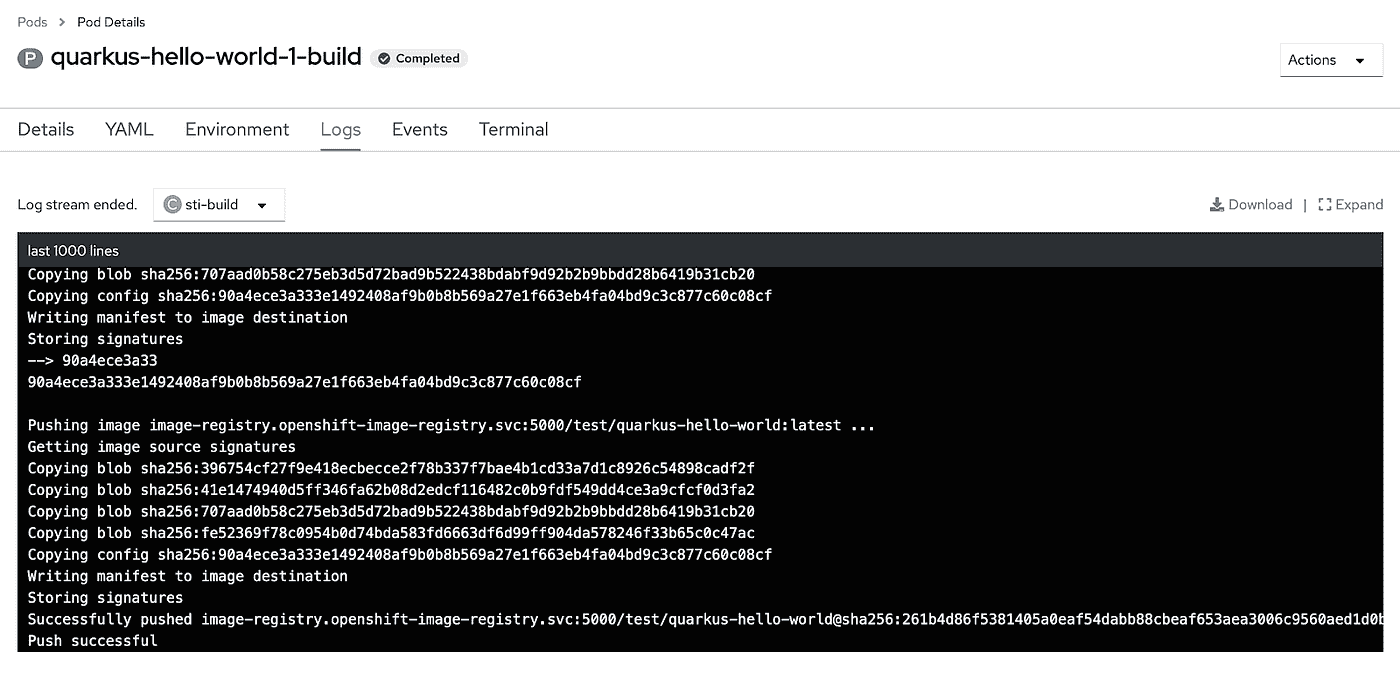 Pods > Pod Details
P quarkus-hello-world-1-build Completed
Actions
Details YAML Environment Logs Events Terminal
Log stream ended. C sti-build Download | Expand
last 1000 lines
Copying blob sha256:707aad0b58c275eb3d5d72bad9b522438bdabf9d92b2b9bbdd28b6419b31cb20
Copying config sha256:90a4ece3a333e1492408af9b0b8b569a27e1f663eb4fa04bd9c3c877c60c08cf
Writing manifest to image destination
Storing signatures
--> 90a4ece3a33
90a4ece3a333e1492408af9b0b8b569a27e1f663eb4fa04bd9c3c877c60c08cf
Pushing image image-registry.openshift-image-registry.svc:5000/test/quarkus-hello-world:latest ...
Getting image source signatures
Copying blob sha256:396754cf27f9e418ecbecce2f78b337f7bae4b1cd33a7d1c8926c54898cadf2f
Copying blob sha256:41e1474940d5ff346fa62b08d2edcf116482c0b9fdf549dd4ce3a9cfcf0d3fa2
Copying blob sha256:707aad0b58c275eb3d5d72bad9b522438bdabf9d92b2b9bbdd28b6419b31cb20
Copying blob sha256:fe52369f78c0954b0d74bda583fd6663df6d99ff904da578246f33b65c0c47ac
Copying config sha256:90a4ece3a333e1492408af9b0b8b569a27e1f663eb4fa04bd9c3c877c60c08cf
Writing manifest to image destination
Storing signatures
Successfully pushed image-registry.openshift-image-registry.svc:5000/test/quarkus-hello-world@sha256:261b4d86f5381405a0eaf54dabb88cbeaf653aea3006c9560aed1d0b
Push successful